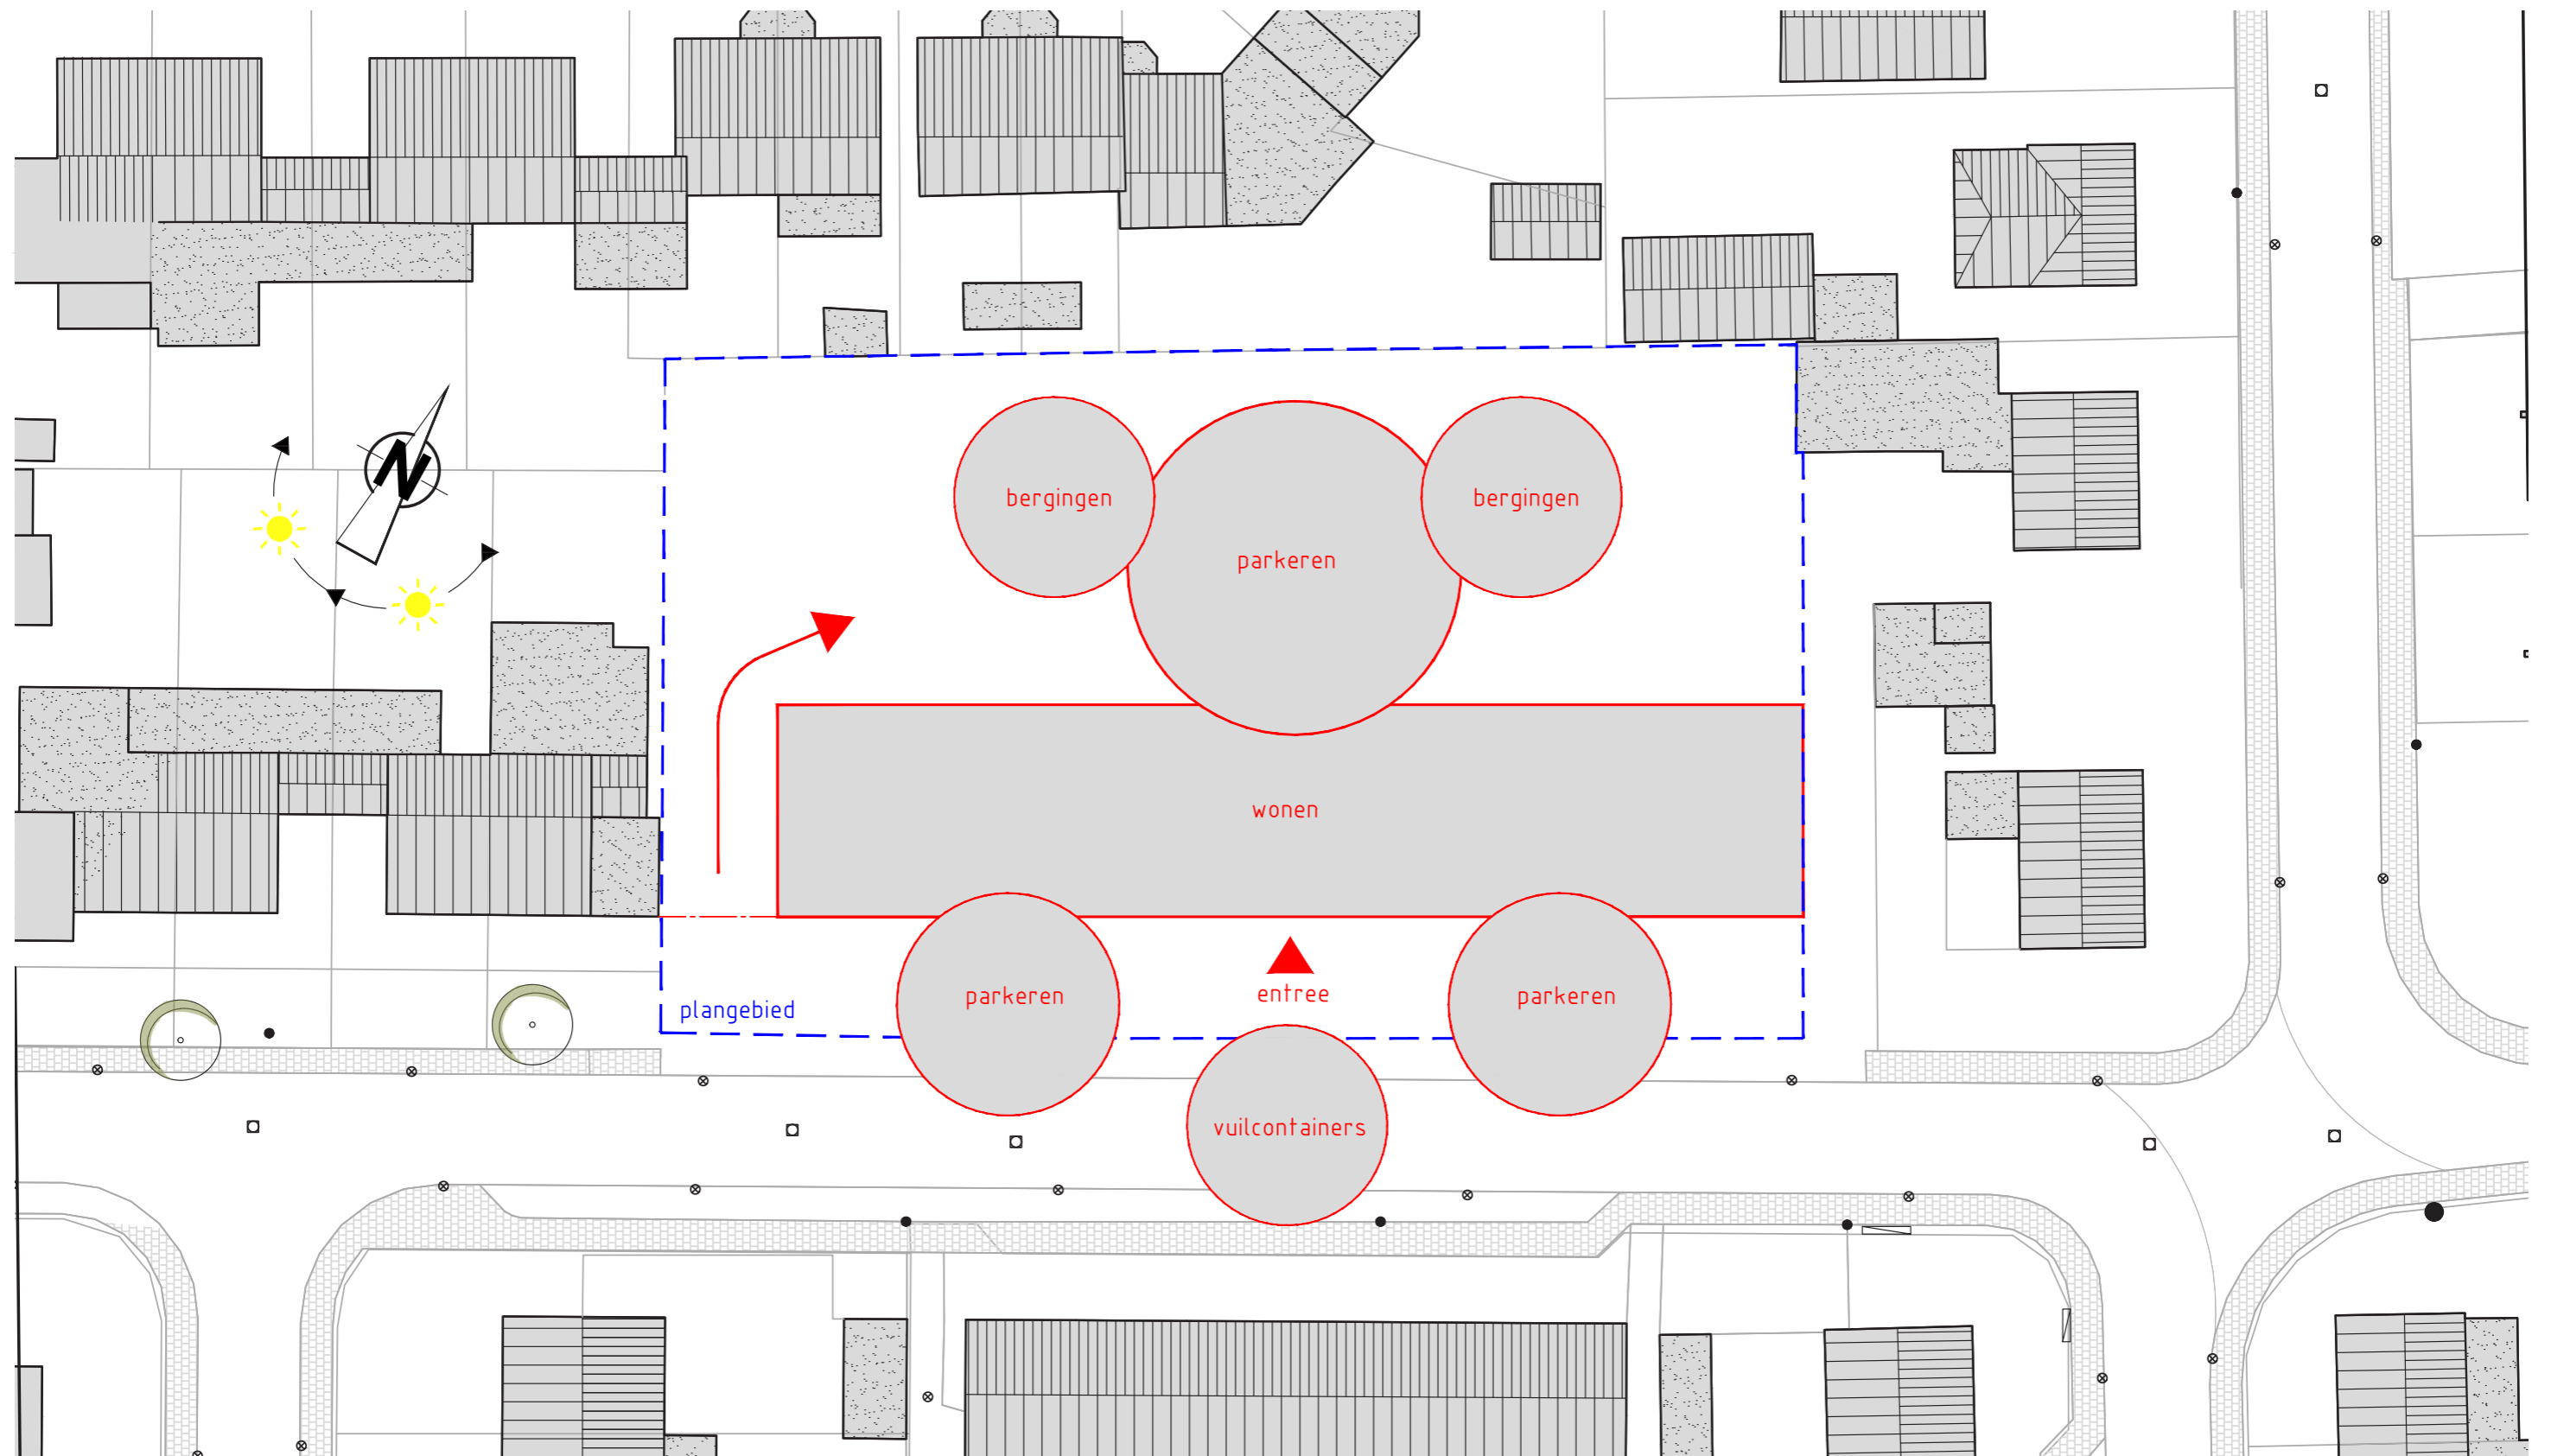 N
bergingen
bergingen
parkeren
wonen
parkeren
entree
parkeren
plangebied
vuilcontainers